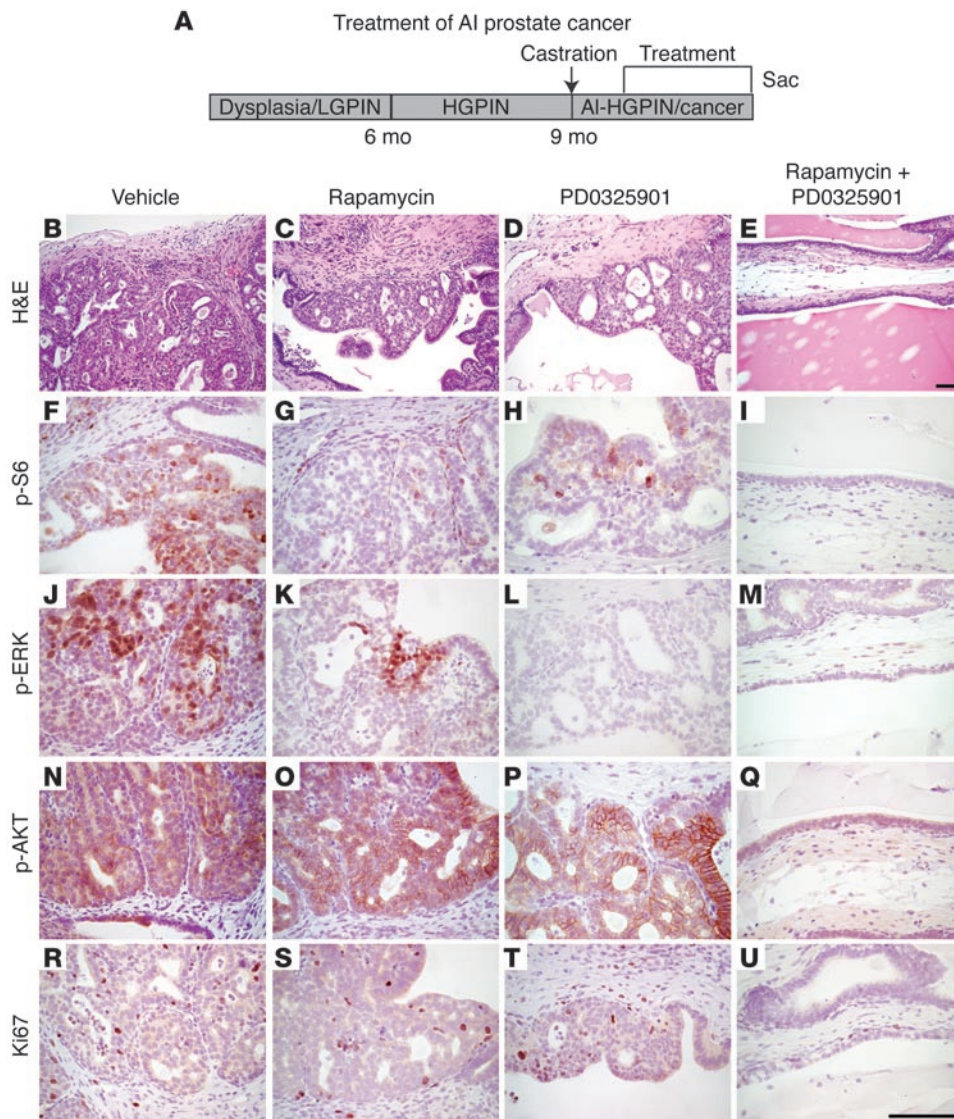 A
Treatment of AI prostate cancer
Castration
Treatment
Sac
Dysplasia/LGPIN
HGPIN
AI-HGPIN/cancer
6 mo
9 mo
Vehicle
Rapamycin
PD0325901
Rapamycin +
PD0325901
H&E
B
C
D
E
p-S6
F
G
H
I
p-ERK
J
K
L
M
p-AKT
N
O
P
Q
Ki67
R
S
T
U